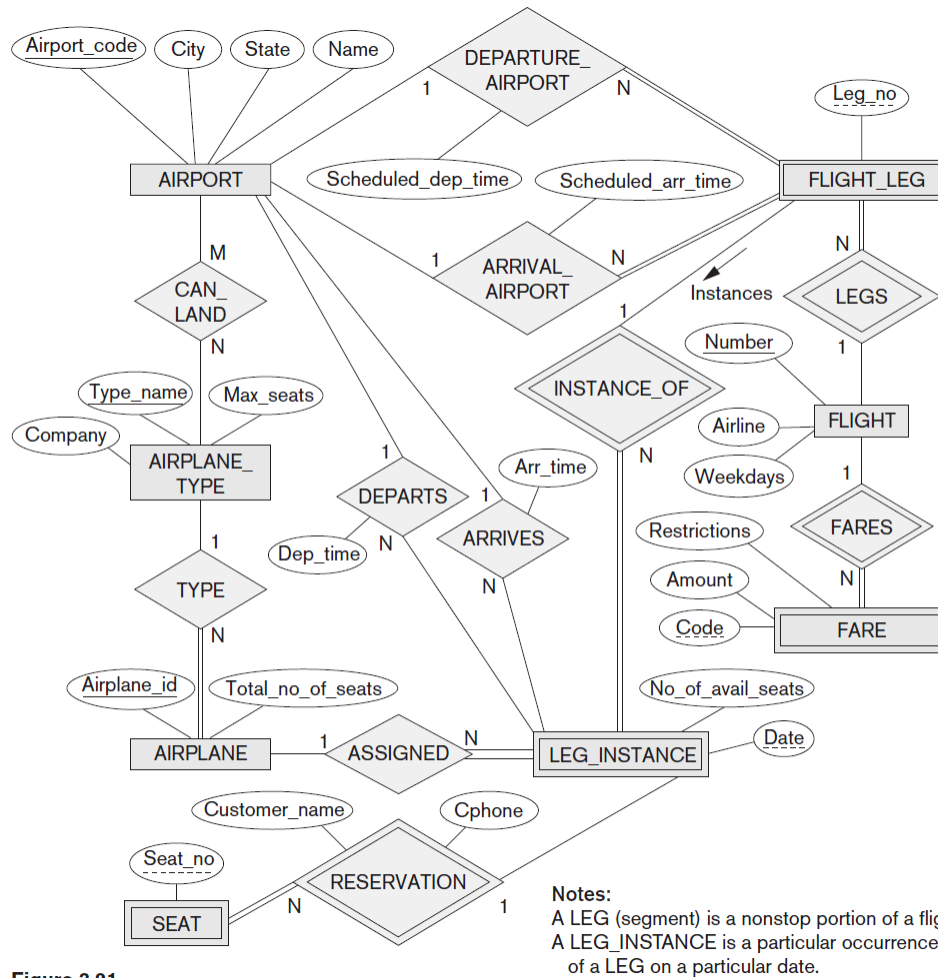 DEPARTURE_
AIRPORT
Airport_code
City
State
Name
1
N
Leg_no
Scheduled_dep_time
Scheduled_arr_time
AIRPORT
FLIGHT_LEG
M
1
ARRIVAL_
AIRPORT
N
N
CAN_
LAND
Instances
LEGS
1
N
Number
1
Type_name
Max_seats
INSTANCE_OF
Company
Airline
FLIGHT
AIRPLANE_
TYPE
1
Arr_time
N
Weekdays
1
DEPARTS
1
Restrictions
FARES
1
Dep_time
N
ARRIVES
TYPE
N
Amount
N
N
Code
FARE
Airplane_id
Total_no_of_seats
No_of_avail_seats
AIRPLANE
1
ASSIGNED
N
LEG_INSTANCE
Date
Customer_name
Cphone
Seat_no
RESERVATION
N
1
SEAT
Notes:
A LEG (segment) is a nonstop portion of a
A LEG_INSTANCE is a particular occurrence
of a LEG on a particular date.